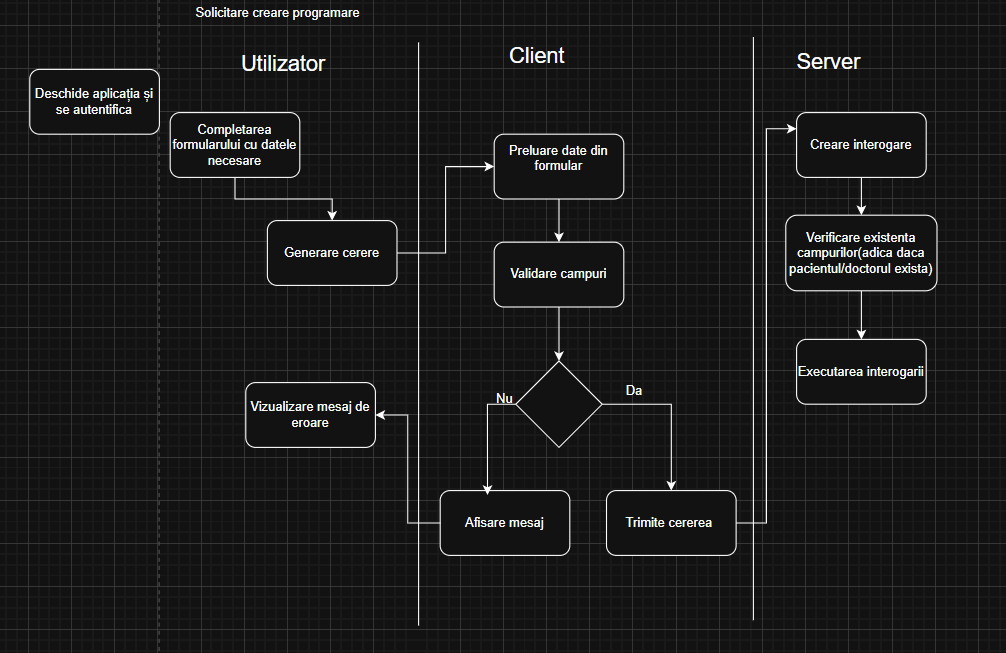 Solicitare creare programare
Utilizator
Client
Server
Deschide aplicația și
se autentifica
Completarea
formularului cu datele
necesare
Generare cerere
Preluare date din
formular
Validare campuri
Nu
Da
Vizualizare mesaj de
eroare
Afisare mesaj
Trimite cererea
Creare interogare
Verificare existenta
campurilor(adica daca
pacientul/doctorul exista)
Executarea interogarii